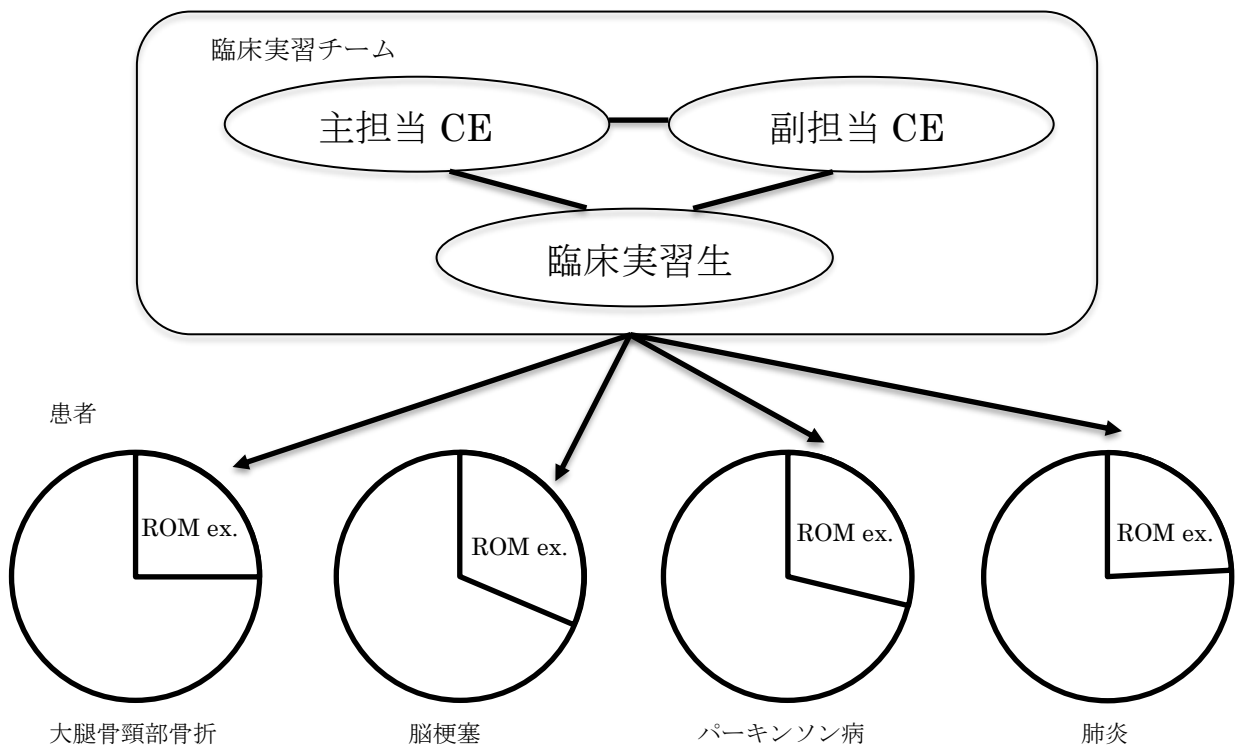 臨床実習チーム
主担当 CE
副担当 CE
臨床実習生
患者
ROM ex.
ROM ex.
ROM ex.
ROM ex.
大腿骨頸部骨折
脳梗塞
パーキンソン病
肺炎